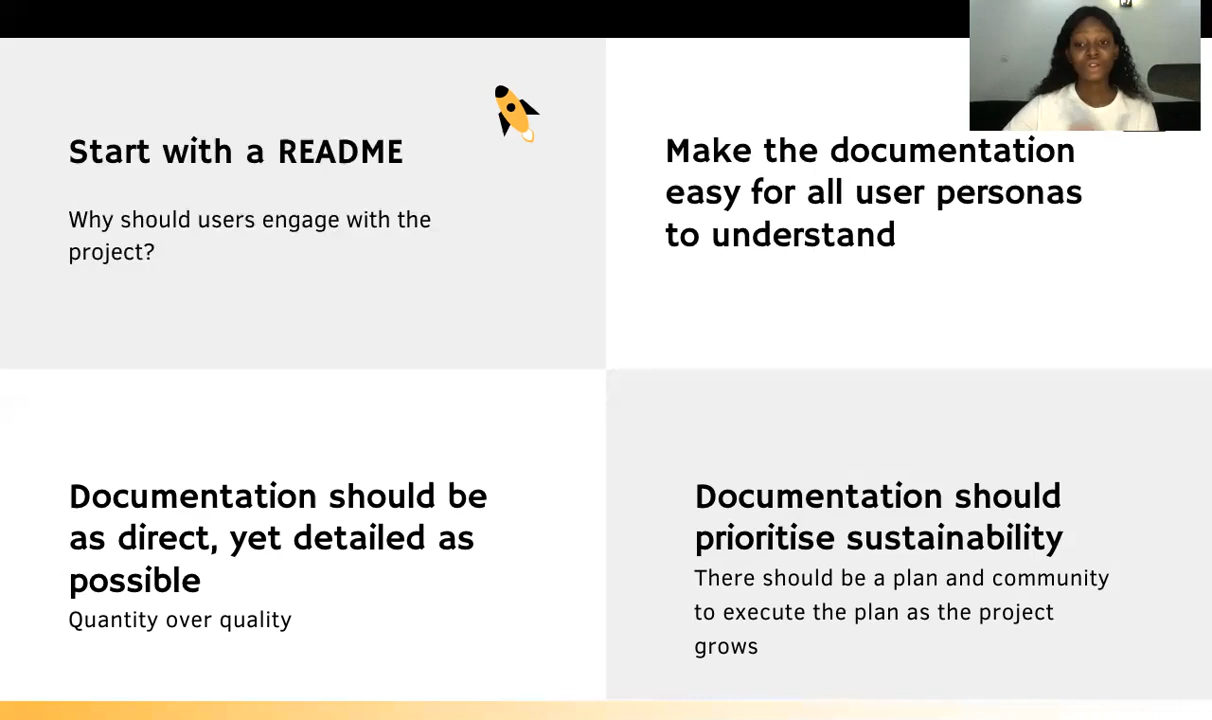 Start with a README
Why should users engage with the
project?
Make the documentation
easy for all user personas
to understand
Documentation should be
as direct, yet detailed as
possible
Quantity over quality
Documentation should
prioritise sustainability
There should be a plan and community
to execute the plan as the project
grows